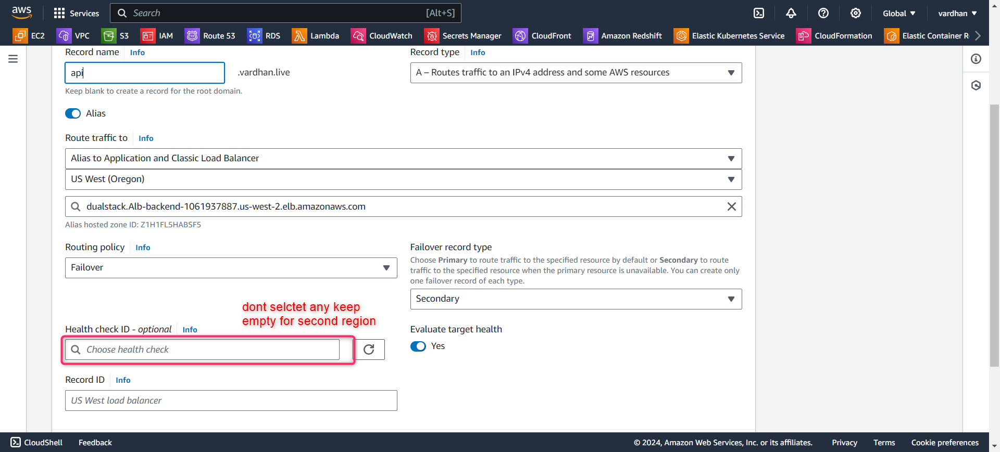 aws
Services
Search
[Alt+S]
Global
vardhan
EC2
VPC
S3
IAM
Route 53
RDS
Lambda
CloudWatch
Secrets Manager
CloudFront
Amazon Redshift
Elastic Kubernetes Service
CloudFormation
Elastic Container R
Record name
Info
Record type
Info
api
.vardhan.live
A – Routes traffic to an IPv4 address and some AWS resources
Keep blank to create a record for the root domain.
Alias
Route traffic to
Info
Alias to Application and Classic Load Balancer
US West (Oregon)
dualstack.Alb-backend-1061937887.us-west-2.elb.amazonaws.com
Alias hosted zone ID: Z1H1FL5HABSF5
Routing policy
Info
Failover
Failover record type
Choose Primary to route traffic to the specified resource by default or Secondary to route
traffic to the specified resource when the primary resource is unavailable. You can create only
one failover record of each type.
Secondary
dont selctet any keep
empty for second region
Health check ID - optional
Info
Choose health check
Evaluate target health
Yes
Record ID
Info
US West load balancer
CloudShell
Feedback
© 2024, Amazon Web Services, Inc. or its affiliates.
Privacy
Terms
Cookie preferences